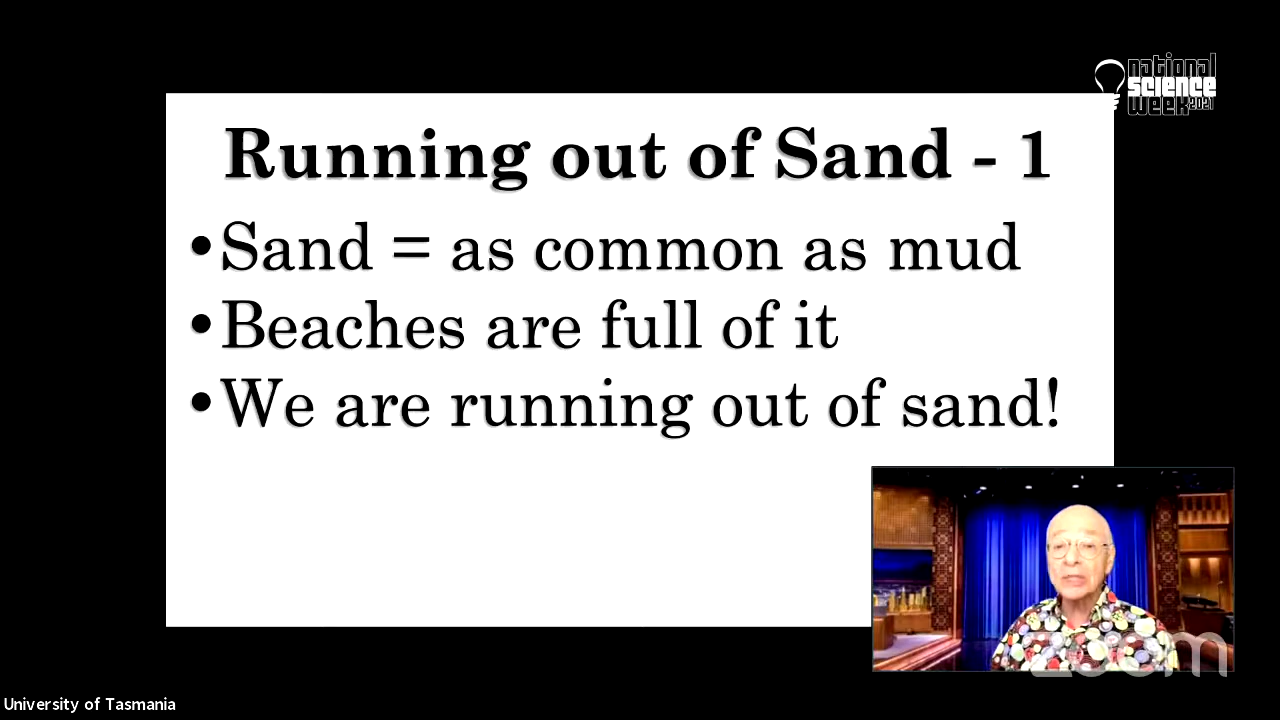 national
science
week 2021
Running out of Sand - 1
•Sand = as common as mud
•Beaches are full of it
•We are running out of sand!
zoom
University of Tasmania